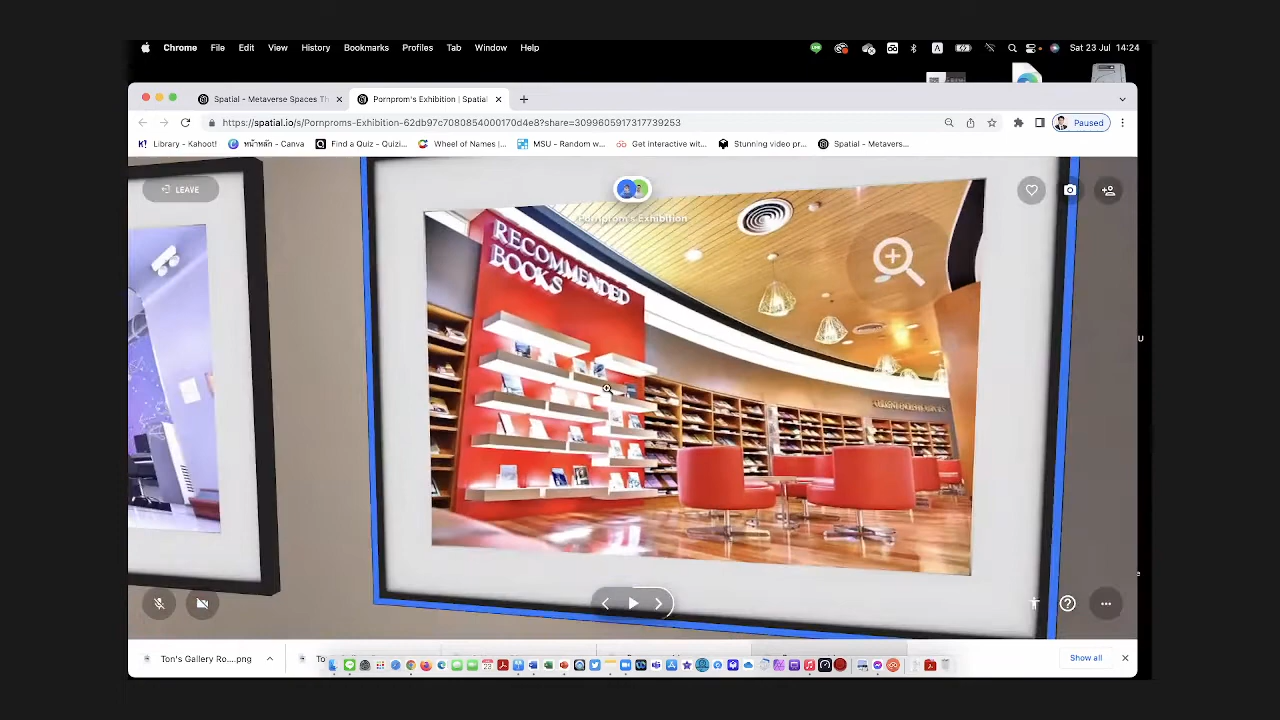 Chrome File Edit View History Bookmarks Profiles Tab Window Help
A
Sat 23 Jul 14:24
Spatial - Metaverse Spaces Th
Pornprom's Exhibition | Spatial
https://spatial.io/s/Pornproms-Exhibition-62db97c7080854000170d4e8?share=3099605917317739253
Paused
K! Library - Kahoot!
หน้าหลัก - Canva
Find a Quiz - Quizi...
Wheel of Names |...
MSU - Random w...
Get interactive wit...
Stunning video pr...
Spatial – Metavers...
LEAVE
Pornprom's Exhibition
RECOMMENDED
BOOKS
U
e
Ton's Gallery Ro....png
To
Show all